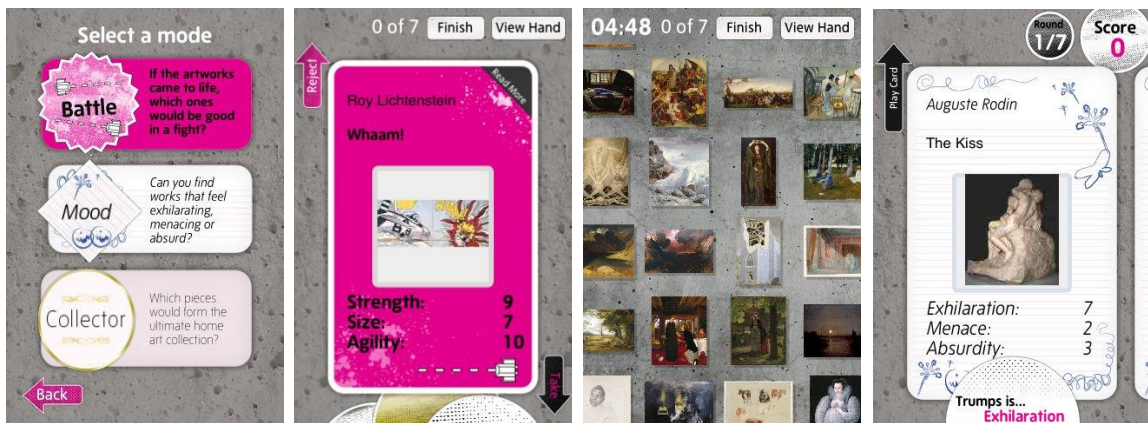 Select a mode
Battle
If the artworks
came to life,
which ones
would be good
in a fight?
Mood
Can you find
works that feel
exhilarating,
menacing or
absurd?
Collector
Which pieces
would form the
ultimate home
art collection?
Back
0 of 7 Finish View Hand
Reject
Read More
Roy Lichtenstein
Whaam!
Strength: 9
Size: 7
Agility: 10
Take
04:48 0 of 7 Finish View Hand
Round
1/7
Score
0
Play Card
Auguste Rodin
The Kiss
Exhilaration: 7
Menace: 2
Absurdity: 3
Trumps is...
Exhilaration